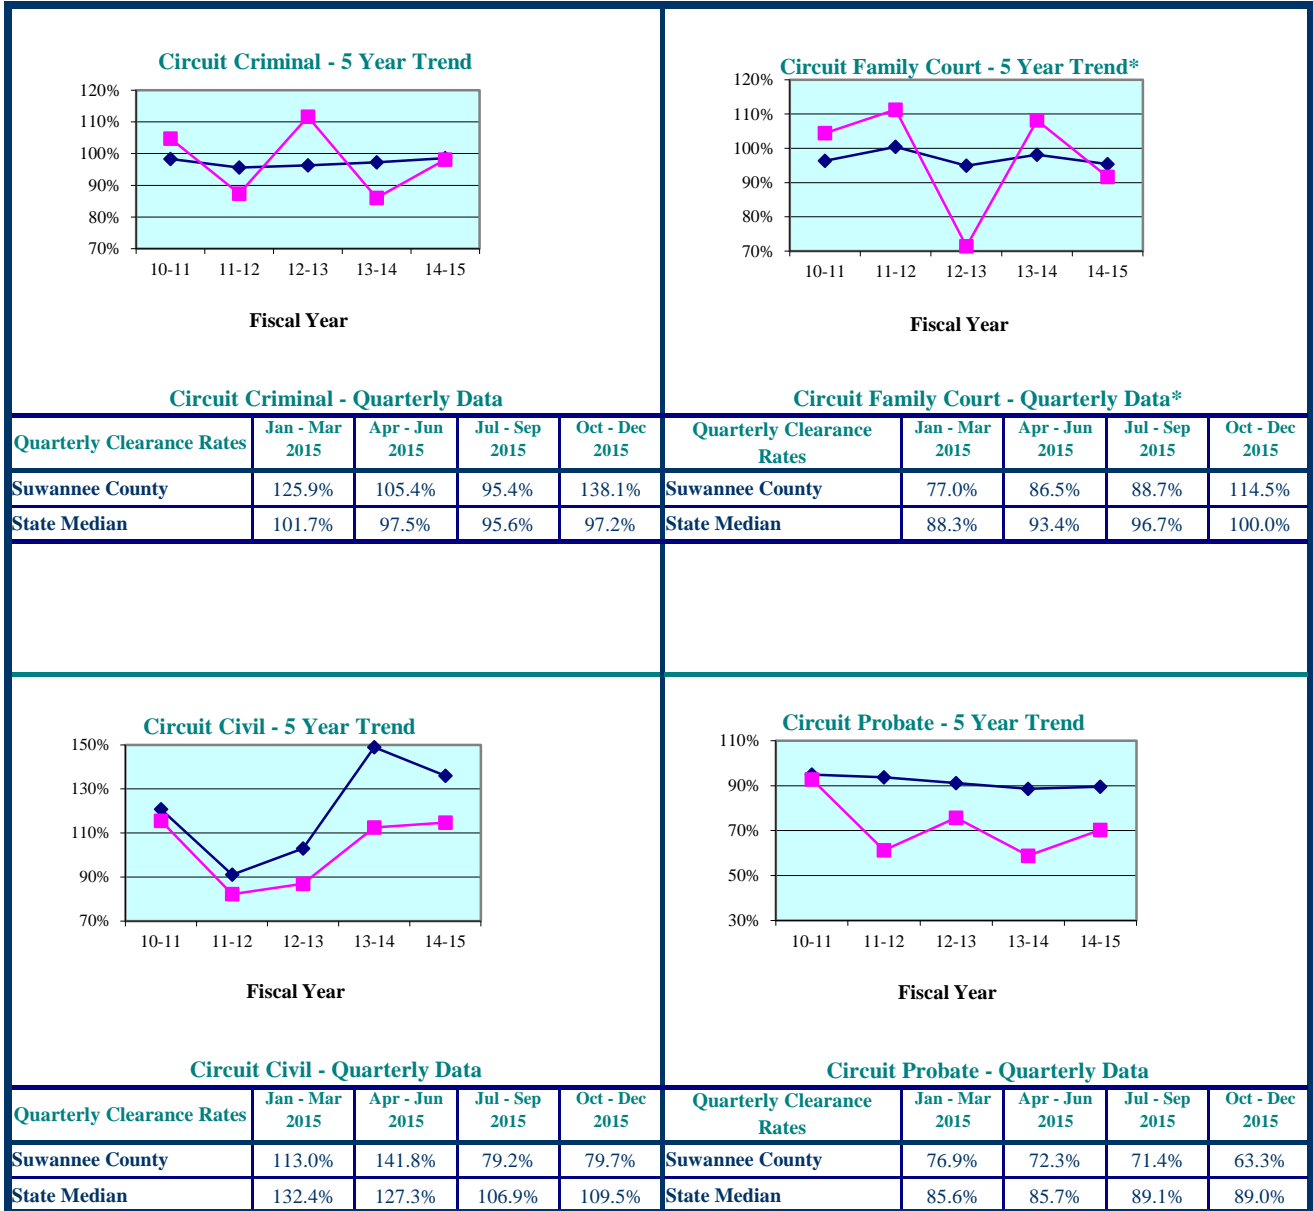 Circuit Criminal - 5 Year Trend
120%
110%
100%
90%
80%
70%
10-11 11-12 12-13 13-14 14-15
Fiscal Year
Circuit Criminal - Quarterly Data
Quarterly Clearance Rates Jan - Mar 2015 Apr - Jun 2015 Jul - Sep 2015 Oct - Dec 2015
Suwannee County 125.9% 105.4% 95.4% 138.1%
State Median 101.7% 97.5% 95.6% 97.2%
Circuit Family Court - 5 Year Trend*
120%
110%
100%
90%
80%
70%
10-11 11-12 12-13 13-14 14-15
Fiscal Year
Circuit Family Court - Quarterly Data*
Quarterly Clearance Rates Jan - Mar 2015 Apr - Jun 2015 Jul - Sep 2015 Oct - Dec 2015
Suwannee County 77.0% 86.5% 88.7% 114.5%
State Median 88.3% 93.4% 96.7% 100.0%
Circuit Civil - 5 Year Trend
150%
130%
110%
90%
70%
10-11 11-12 12-13 13-14 14-15
Fiscal Year
Circuit Civil - Quarterly Data
Quarterly Clearance Rates Jan - Mar 2015 Apr - Jun 2015 Jul - Sep 2015 Oct - Dec 2015
Suwannee County 113.0% 141.8% 79.2% 79.7%
State Median 132.4% 127.3% 106.9% 109.5%
Circuit Probate - 5 Year Trend
110%
90%
70%
50%
30%
10-11 11-12 12-13 13-14 14-15
Fiscal Year
Circuit Probate - Quarterly Data
Quarterly Clearance Rates Jan - Mar 2015 Apr - Jun 2015 Jul - Sep 2015 Oct - Dec 2015
Suwannee County 76.9% 72.3% 71.4% 63.3%
State Median 85.6% 85.7% 89.1% 89.0%